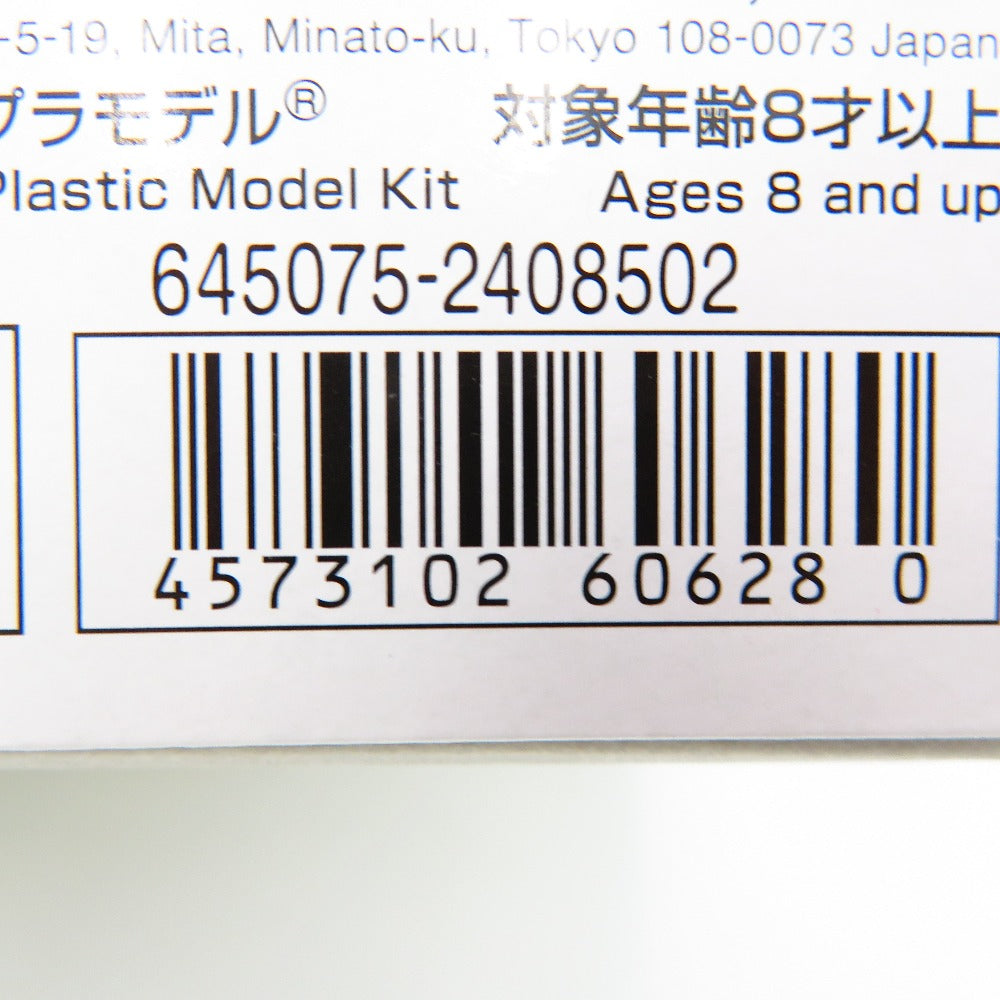 -5-19, Mita, Minato-ku, Tokyo 108-0073 Japan
プラモデル® 対象年齢8才以上
Plastic Model Kit Ages 8 and up
645075-2408502
4573102 60628 0